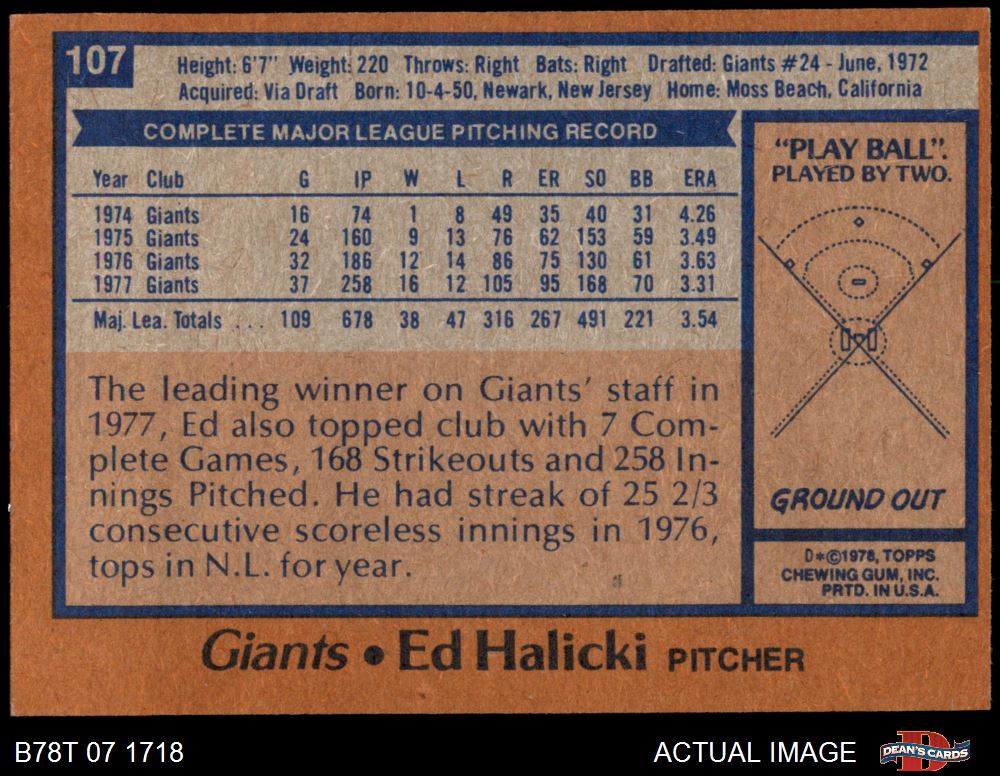 107
Height: 6'7" Weight: 220 Throws: Right Bats: Right Drafted: Giants #24 - June, 1972
Acquired: Via Draft Born: 10-4-50, Newark, New Jersey Home: Moss Beach, California
COMPLETE MAJOR LEAGUE PITCHING RECORD
Year Club G IP W L R ER SO BB ERA
1974 Giants 16 74 1 8 49 35 40 31 4.26
1975 Giants 24 160 9 13 76 62 153 59 3.49
1976 Giants 32 186 12 14 86 75 130 61 3.63
1977 Giants 37 258 16 12 105 95 168 70 3.31
Maj. Lea. Totals ... 109 678 38 47 316 267 491 221 3.54
The leading winner on Giants' staff in
1977, Ed also topped club with 7 Com-
plete Games, 168 Strikeouts and 258 In-
nings Pitched. He had streak of 25 2/3
consecutive scoreless innings in 1976,
tops in N.L. for year.
"PLAY BALL".
PLAYED BY TWO.
GROUND OUT
D*©1978, TOPPS
CHEWING GUM, INC.
PRTD. IN U.S.A.
Giants • Ed Halicki PITCHER
B78T 07 1718
ACTUAL IMAGE
D
DEAN'S CARDS